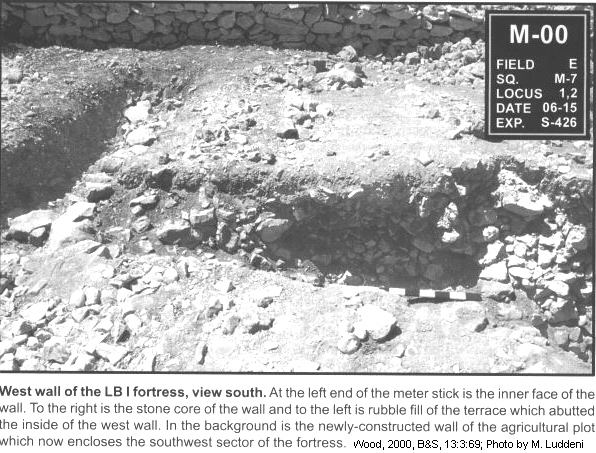 M-00
FIELD E
SQ. M-7
LOCUS 1,2
DATE 06-15
EXP. S-426
West wall of the LB I fortress, view south. At the left end of the meter stick is the inner face of the
wall. To the right is the stone core of the wall and to the left is rubble fill of the terrace which abutted
the inside of the west wall. In the background is the newly-constructed wall of the agricultural plot
which now encloses the southwest sector of the fortress. Wood, 2000, B&S, 13:3:69; Photo by M. Luddeni